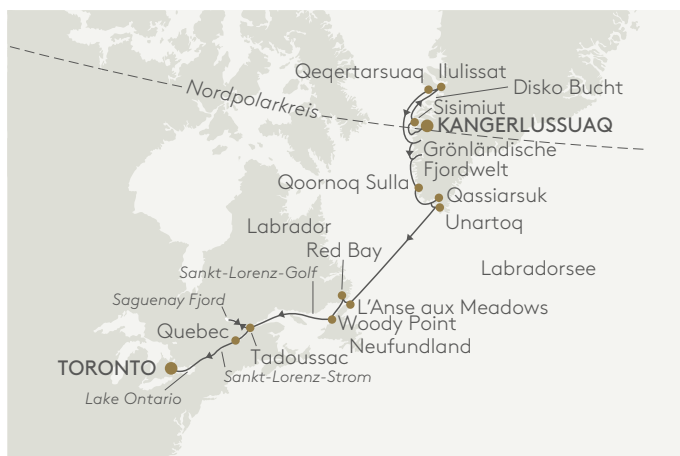 Qeqertarsuaq
Ilulissat
Disko Bucht
Nordpolarkreis
Sisimiut
KANGERLUSSUAQ
Grönländische
Fjordwelt
Qoornoq Sulla
Qassiarsuk
Unartoq
Labrador
Red Bay
Labradorsee
Sankt-Lorenz-Golf
Saguenay Fjord
L'Anse aux Meadows
Woody Point
Quebec
Neufundland
Tadoussac
TORONTO
Sankt-Lorenz-Strom
Lake Ontario